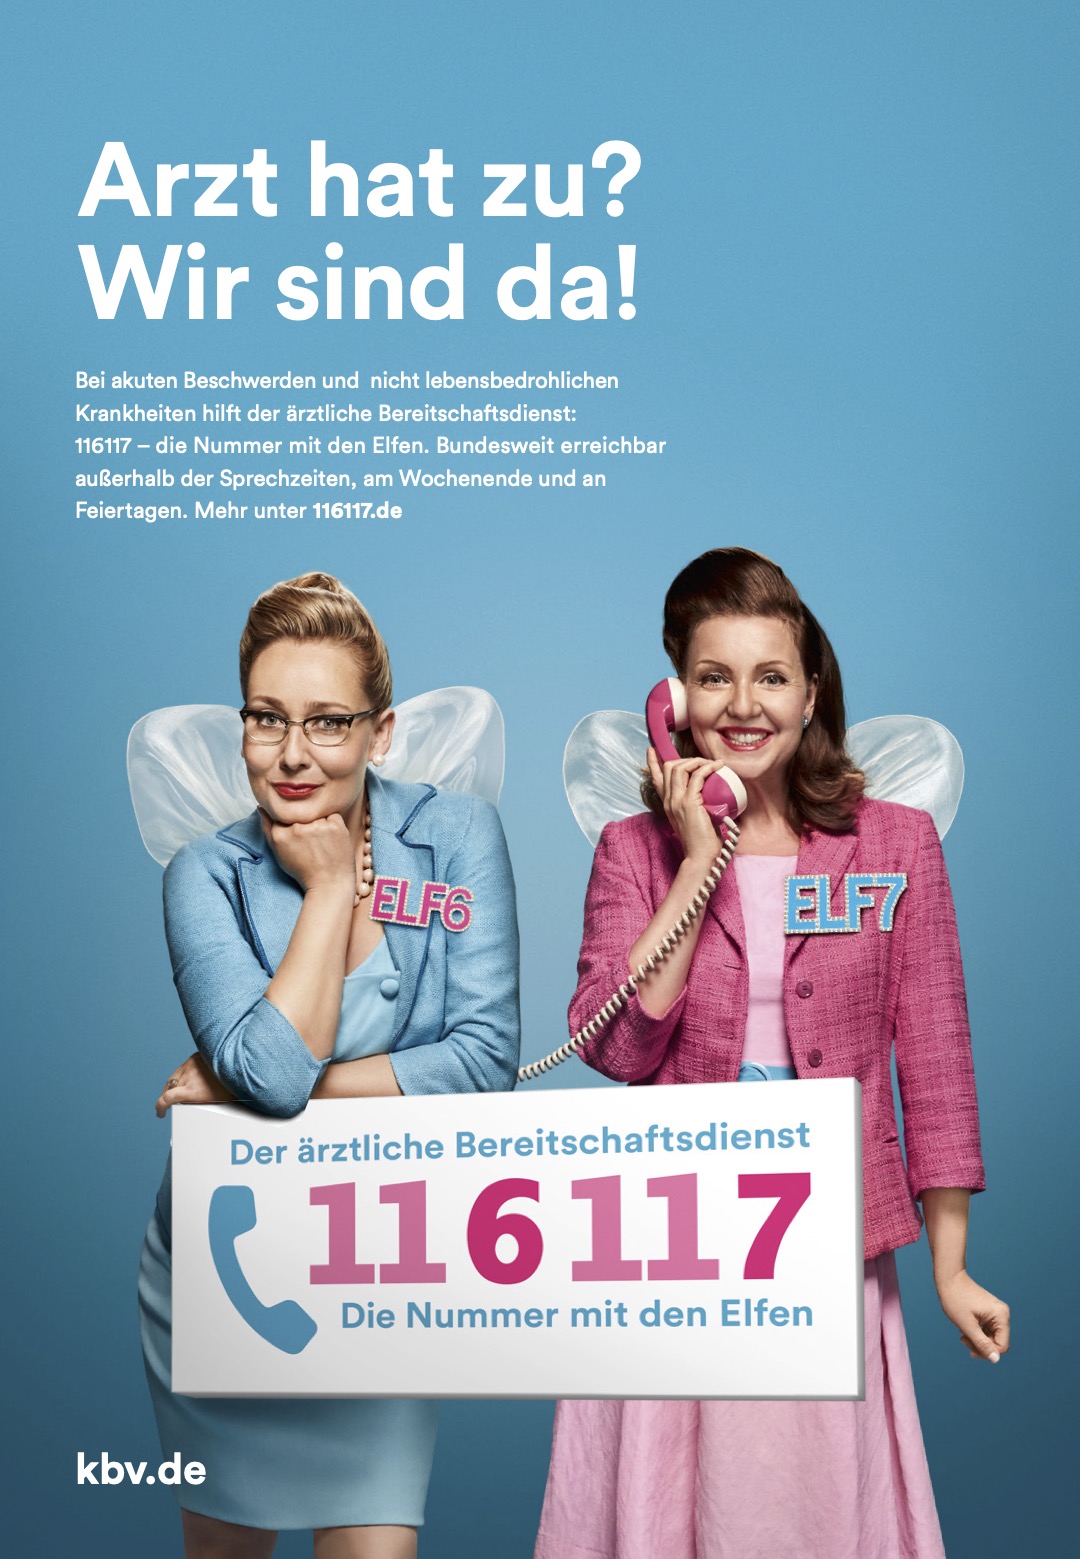 Arzt hat zu?
Wir sind da!
Bei akuten Beschwerden und nicht lebensbedrohlichen
Krankheiten hilft der ärztliche Bereitschaftsdienst:
116117 – die Nummer mit den Elfen. Bundesweit erreichbar
außerhalb der Sprechzeiten, am Wochenende und an
Feiertagen. Mehr unter 116117.de
ELF6
ELF7
Der ärztliche Bereitschaftsdienst
116117
Die Nummer mit den Elfen
kbv.de